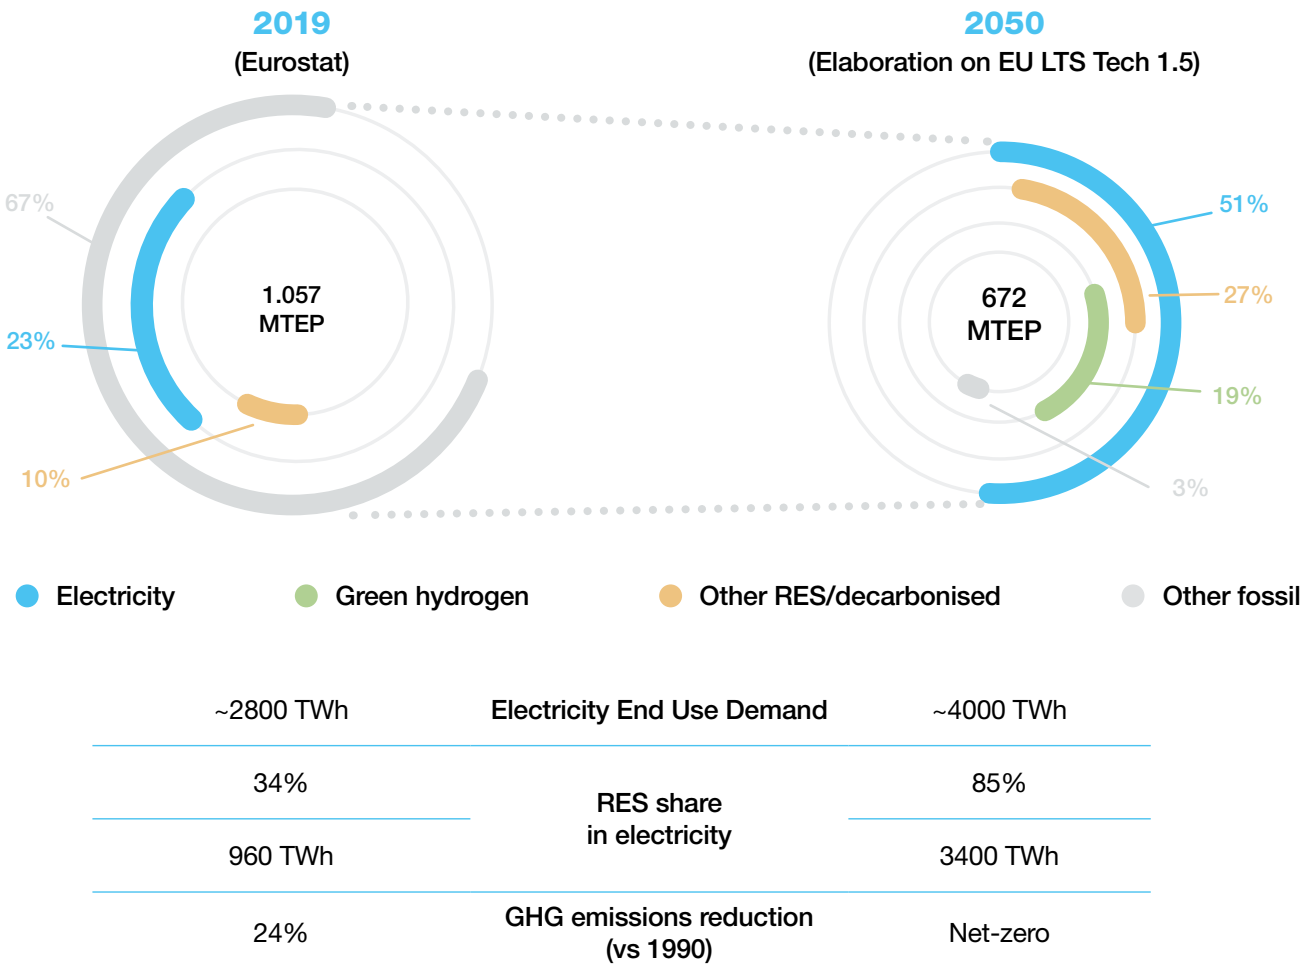 2019
(Eurostat)
2050
(Elaboration on EU LTS Tech 1.5)
67%
23%
10%
1.057
MTEP
672
MTEP
51%
27%
19%
3%
Electricity
Green hydrogen
Other RES/decarbonised
Other fossil
~2800 TWh
Electricity End Use Demand
~4000 TWh
34%
RES share
in electricity
85%
960 TWh
3400 TWh
24%
GHG emissions reduction
(vs 1990)
Net-zero